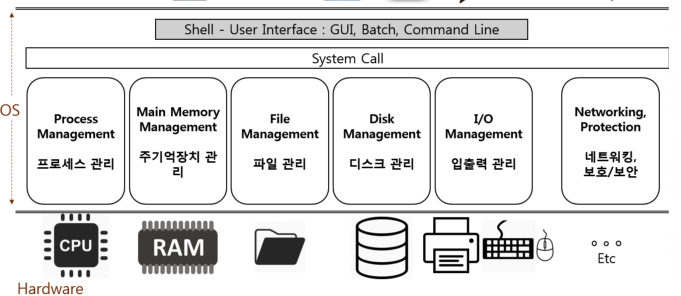 Shell - User Interface : GUI, Batch, Command Line
System Call
OS
Process
Management
프로세스 관리
Main Memory
Management
주기억장치 관
리
File
Management
파일 관리
Disk
Management
디스크 관리
I/O
Management
입출력 관리
Networking,
Protection
네트워킹,
보호/보안
CPU
RAM
Etc
Hardware